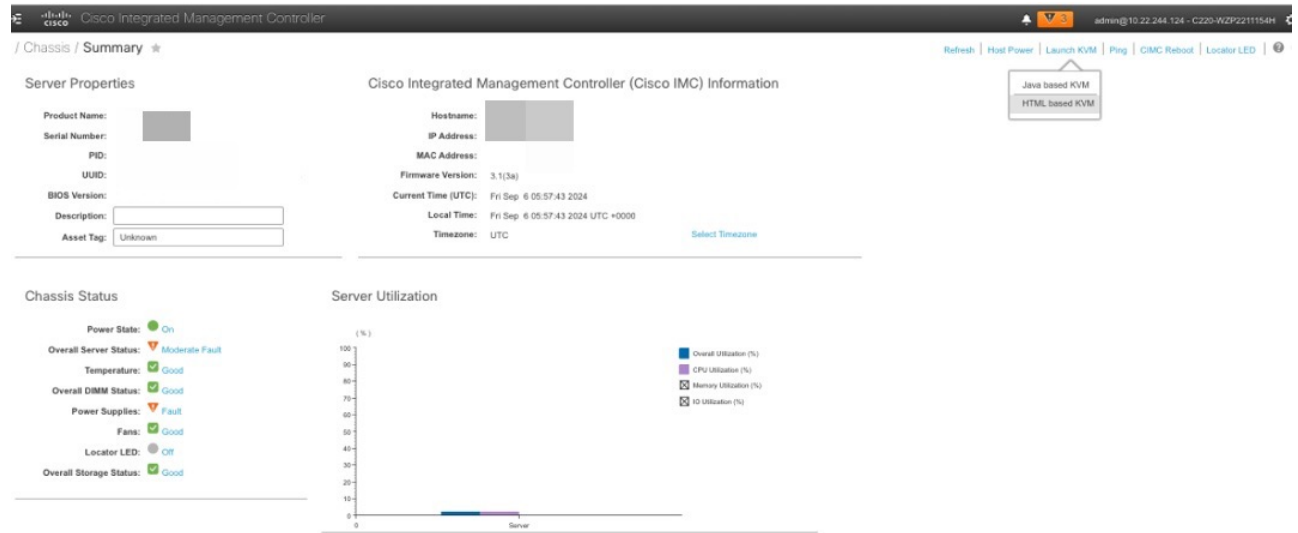 cisco Cisco Integrated Management Controller
3 admin@10.22.244.124 - C220-WZP2211154H
/ Chassis / Summary ★
Refresh | Host Power | Launch KVM | Ping | CIMC Reboot | Locator LED |
Java based KVM
HTML based KVM
Server Properties
Product Name:
Serial Number:
PID:
UUID:
BIOS Version:
Description:
Asset Tag: Unknown
Cisco Integrated Management Controller (Cisco IMC) Information
Hostname:
IP Address:
MAC Address:
Firmware Version: 3.1(3a)
Current Time (UTC): Fri Sep 6 05:57:43 2024
Local Time: Fri Sep 6 05:57:43 2024 UTC +0000
Timezone: UTC Select Timezone
Chassis Status
Power State: On
Overall Server Status: Moderate Fault
Temperature: Good
Overall DIMM Status: Good
Power Supplies: Fault
Fans: Good
Locator LED: Off
Overall Storage Status: Good
Server Utilization
(%)
100
90
80
70
60
50
40
30
20
10
0
0 Server
Overall Utilization (%)
CPU Utilization (%)
Memory Utilization (%)
IO Utilization (%)